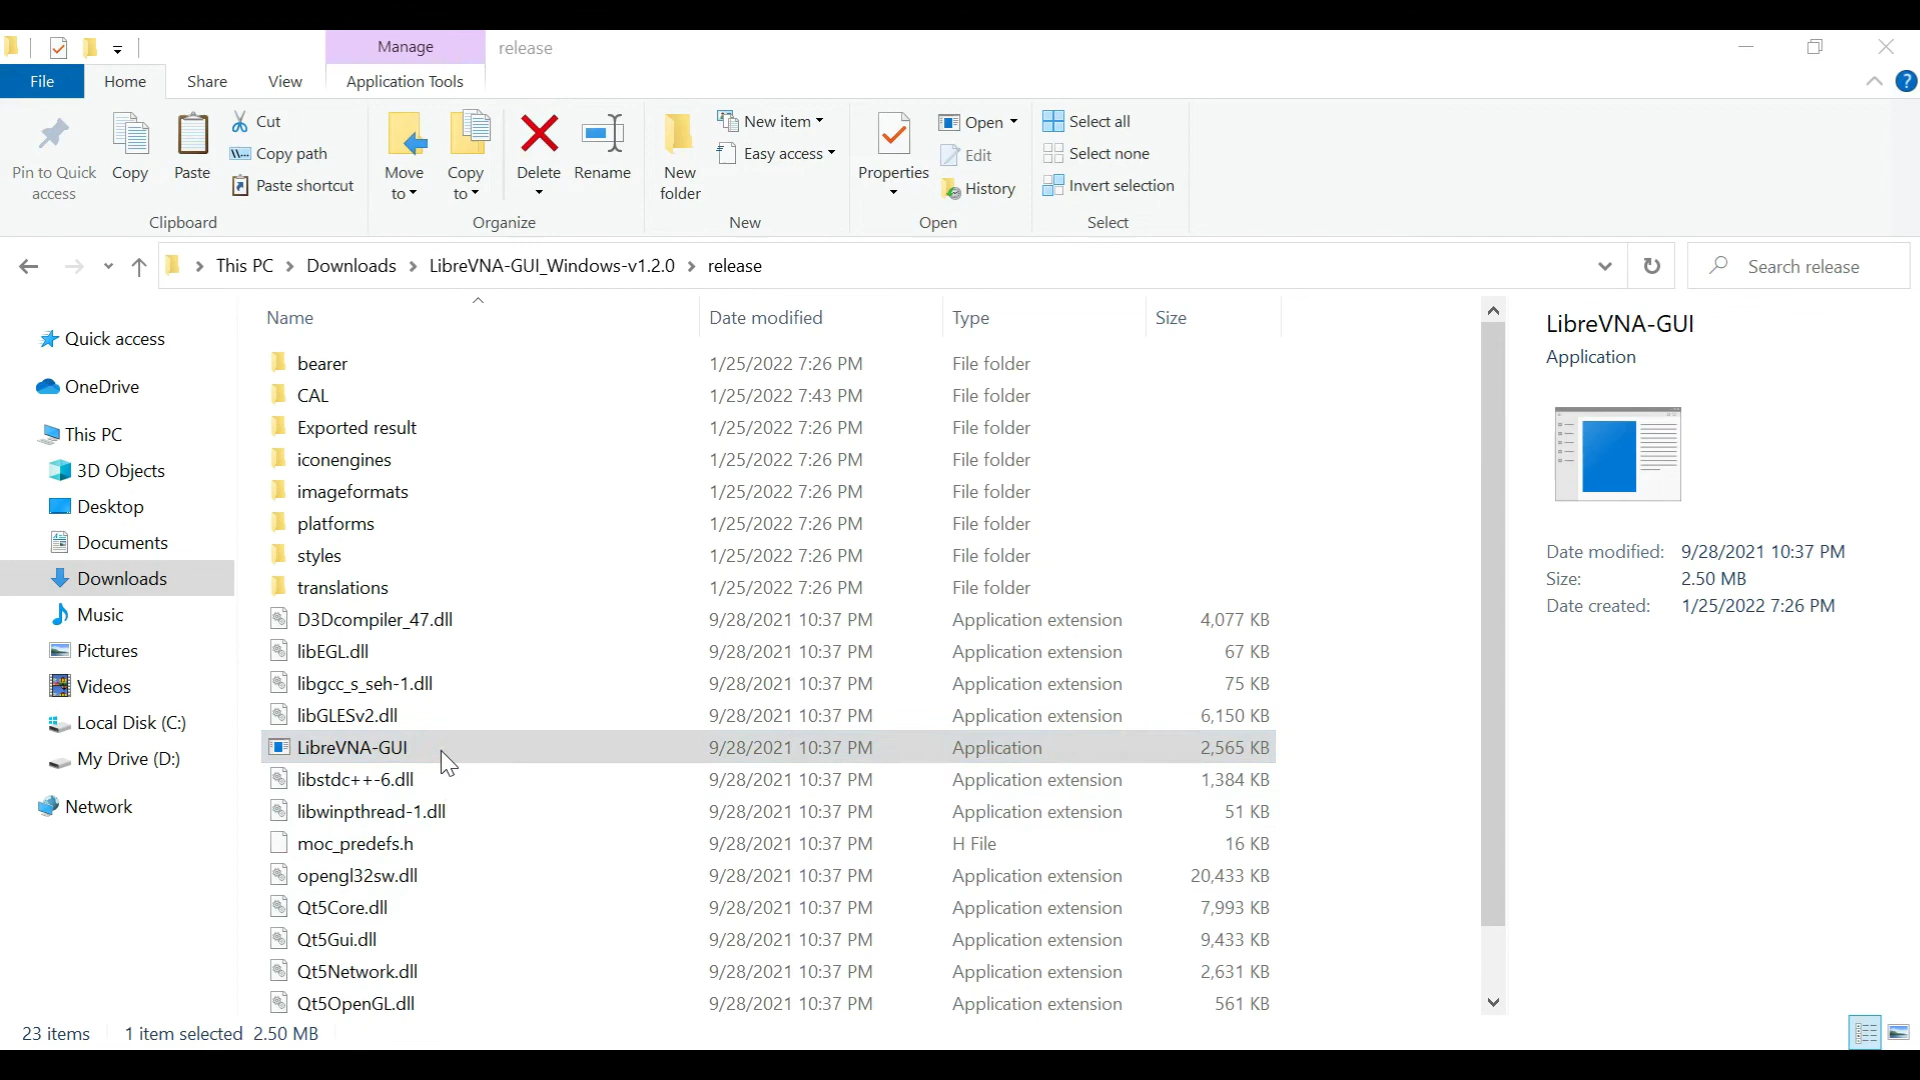 Manage release
File Home Share View Application Tools
Pin to Quick access
Copy
Paste
Cut
Copy path
Paste shortcut
Clipboard
Move to
Copy to
Delete
Rename
Organize
New folder
New item
Easy access
New
Properties
Open
Edit
History
Open
Select all
Select none
Invert selection
Select
This PC Downloads LibreVNA-GUI_Windows-v1.2.0 release
Search release
Quick access
OneDrive
This PC
3D Objects
Desktop
Documents
Downloads
Music
Pictures
Videos
Local Disk (C:)
My Drive (D:)
Network
Name Date modified Type Size
bearer 1/25/2022 7:26 PM File folder
CAL 1/25/2022 7:43 PM File folder
Exported result 1/25/2022 7:26 PM File folder
iconengines 1/25/2022 7:26 PM File folder
imageformats 1/25/2022 7:26 PM File folder
platforms 1/25/2022 7:26 PM File folder
styles 1/25/2022 7:26 PM File folder
translations 1/25/2022 7:26 PM File folder
D3Dcompiler_47.dll 9/28/2021 10:37 PM Application extension 4,077 KB
libEGL.dll 9/28/2021 10:37 PM Application extension 67 KB
libgcc_s_seh-1.dll 9/28/2021 10:37 PM Application extension 75 KB
libGLESv2.dll 9/28/2021 10:37 PM Application extension 6,150 KB
LibreVNA-GUI 9/28/2021 10:37 PM Application 2,565 KB
libstdc++-6.dll 9/28/2021 10:37 PM Application extension 1,384 KB
libwinpthread-1.dll 9/28/2021 10:37 PM Application extension 51 KB
moc_predefs.h 9/28/2021 10:37 PM H File 16 KB
opengl32sw.dll 9/28/2021 10:37 PM Application extension 20,433 KB
Qt5Core.dll 9/28/2021 10:37 PM Application extension 7,993 KB
Qt5Gui.dll 9/28/2021 10:37 PM Application extension 9,433 KB
Qt5Network.dll 9/28/2021 10:37 PM Application extension 2,631 KB
Qt5OpenGL.dll 9/28/2021 10:37 PM Application extension 561 KB
LibreVNA-GUI
Application
Date modified: 9/28/2021 10:37 PM
Size: 2.50 MB
Date created: 1/25/2022 7:26 PM
23 items 1 item selected 2.50 MB